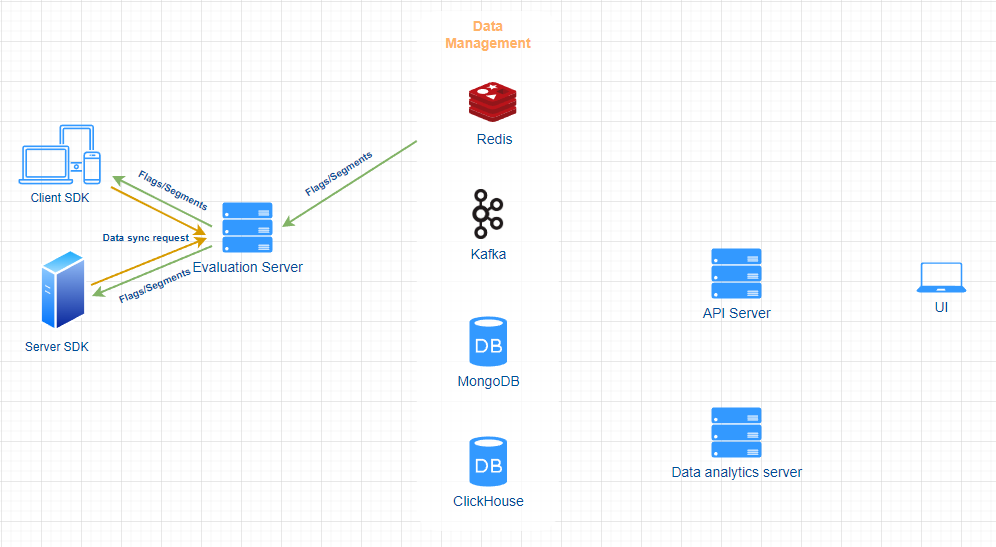 Data
Management
Redis
Flags/Segments
Flags/Segments
Client SDK
Data sync request
Kafka
Evaluation Server
Flags/Segments
API Server
UI
Server SDK
DB
MongoDB
DB
Data analytics server
ClickHouse